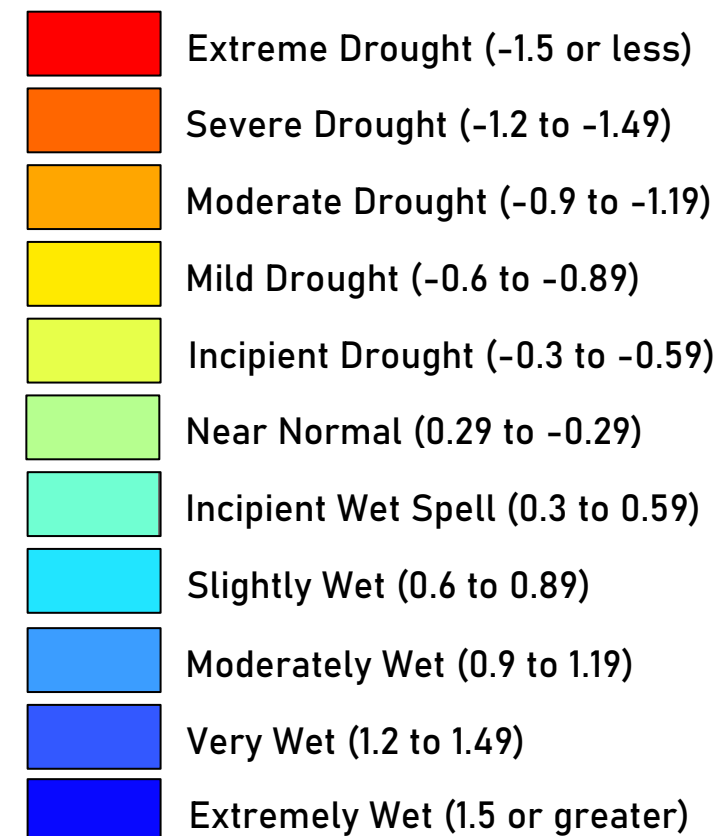 Extreme Drought (-1.5 or less)
Severe Drought (-1.2 to -1.49)
Moderate Drought (-0.9 to -1.19)
Mild Drought (-0.6 to -0.89)
Incipient Drought (-0.3 to -0.59)
Near Normal (0.29 to -0.29)
Incipient Wet Spell (0.3 to 0.59)
Slightly Wet (0.6 to 0.89)
Moderately Wet (0.9 to 1.19)
Very Wet (1.2 to 1.49)
Extremely Wet (1.5 or greater)